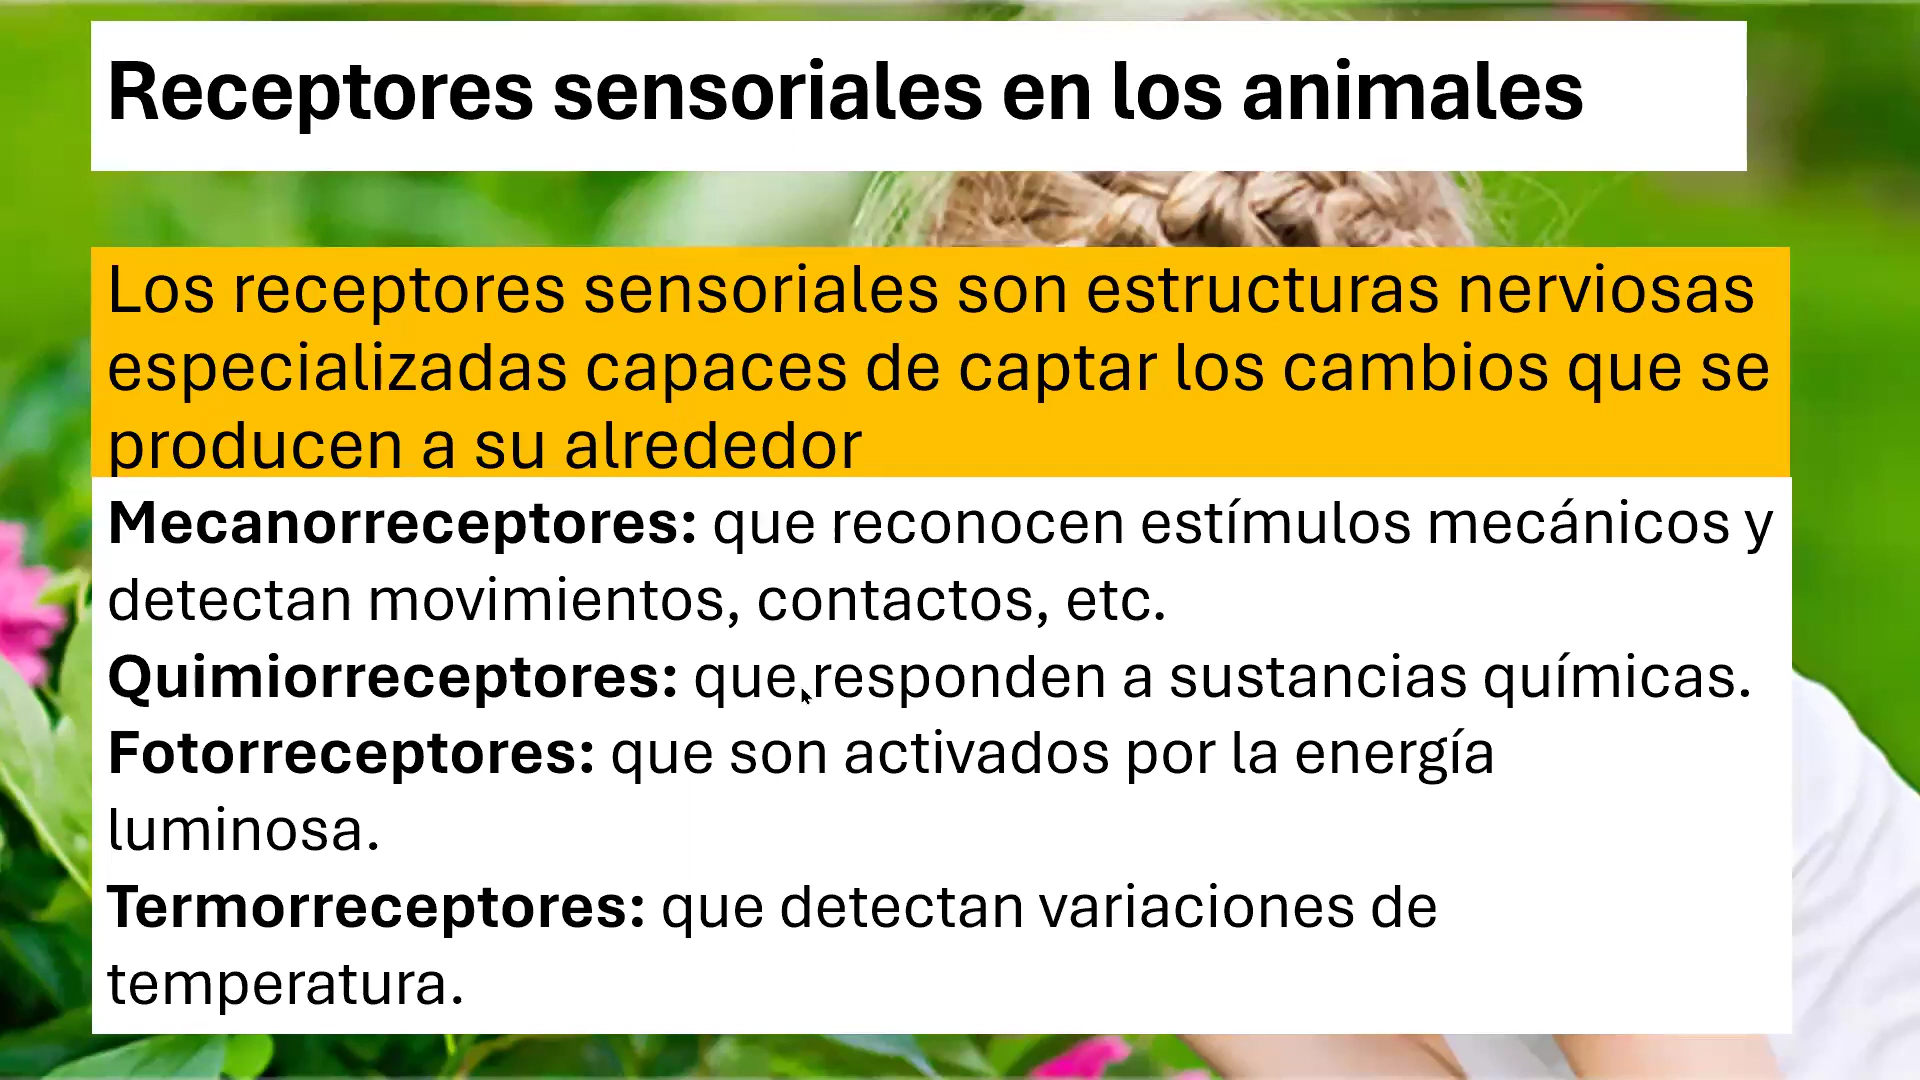 Receptores sensoriales en los animales
Los receptores sensoriales son estructuras nerviosas
especializadas capaces de captar los cambios que se
producen a su alrededor
Mecanorreceptores: que reconocen estímulos mecánicos y
detectan movimientos, contactos, etc.
Quimiorreceptores: que responden a sustancias químicas.
Fotorreceptores: que son activados por la energía
luminosa.
Termorreceptores: que detectan variaciones de
temperatura.